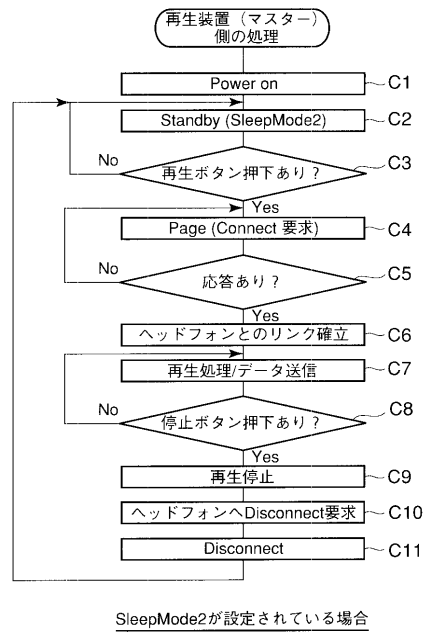 再生装置（マスター）
側の処理
Power on
C1
Standby (SleepMode2)
C2
再生ボタン押下あり？
C3
No
Yes
Page (Connect 要求)
C4
応答あり？
C5
No
Yes
ヘッドフォンとのリンク確立
C6
再生処理/データ送信
C7
停止ボタン押下あり？
C8
No
Yes
再生停止
C9
ヘッドフォンへDisconnect要求
C10
Disconnect
C11
SleepMode2が設定されている場合